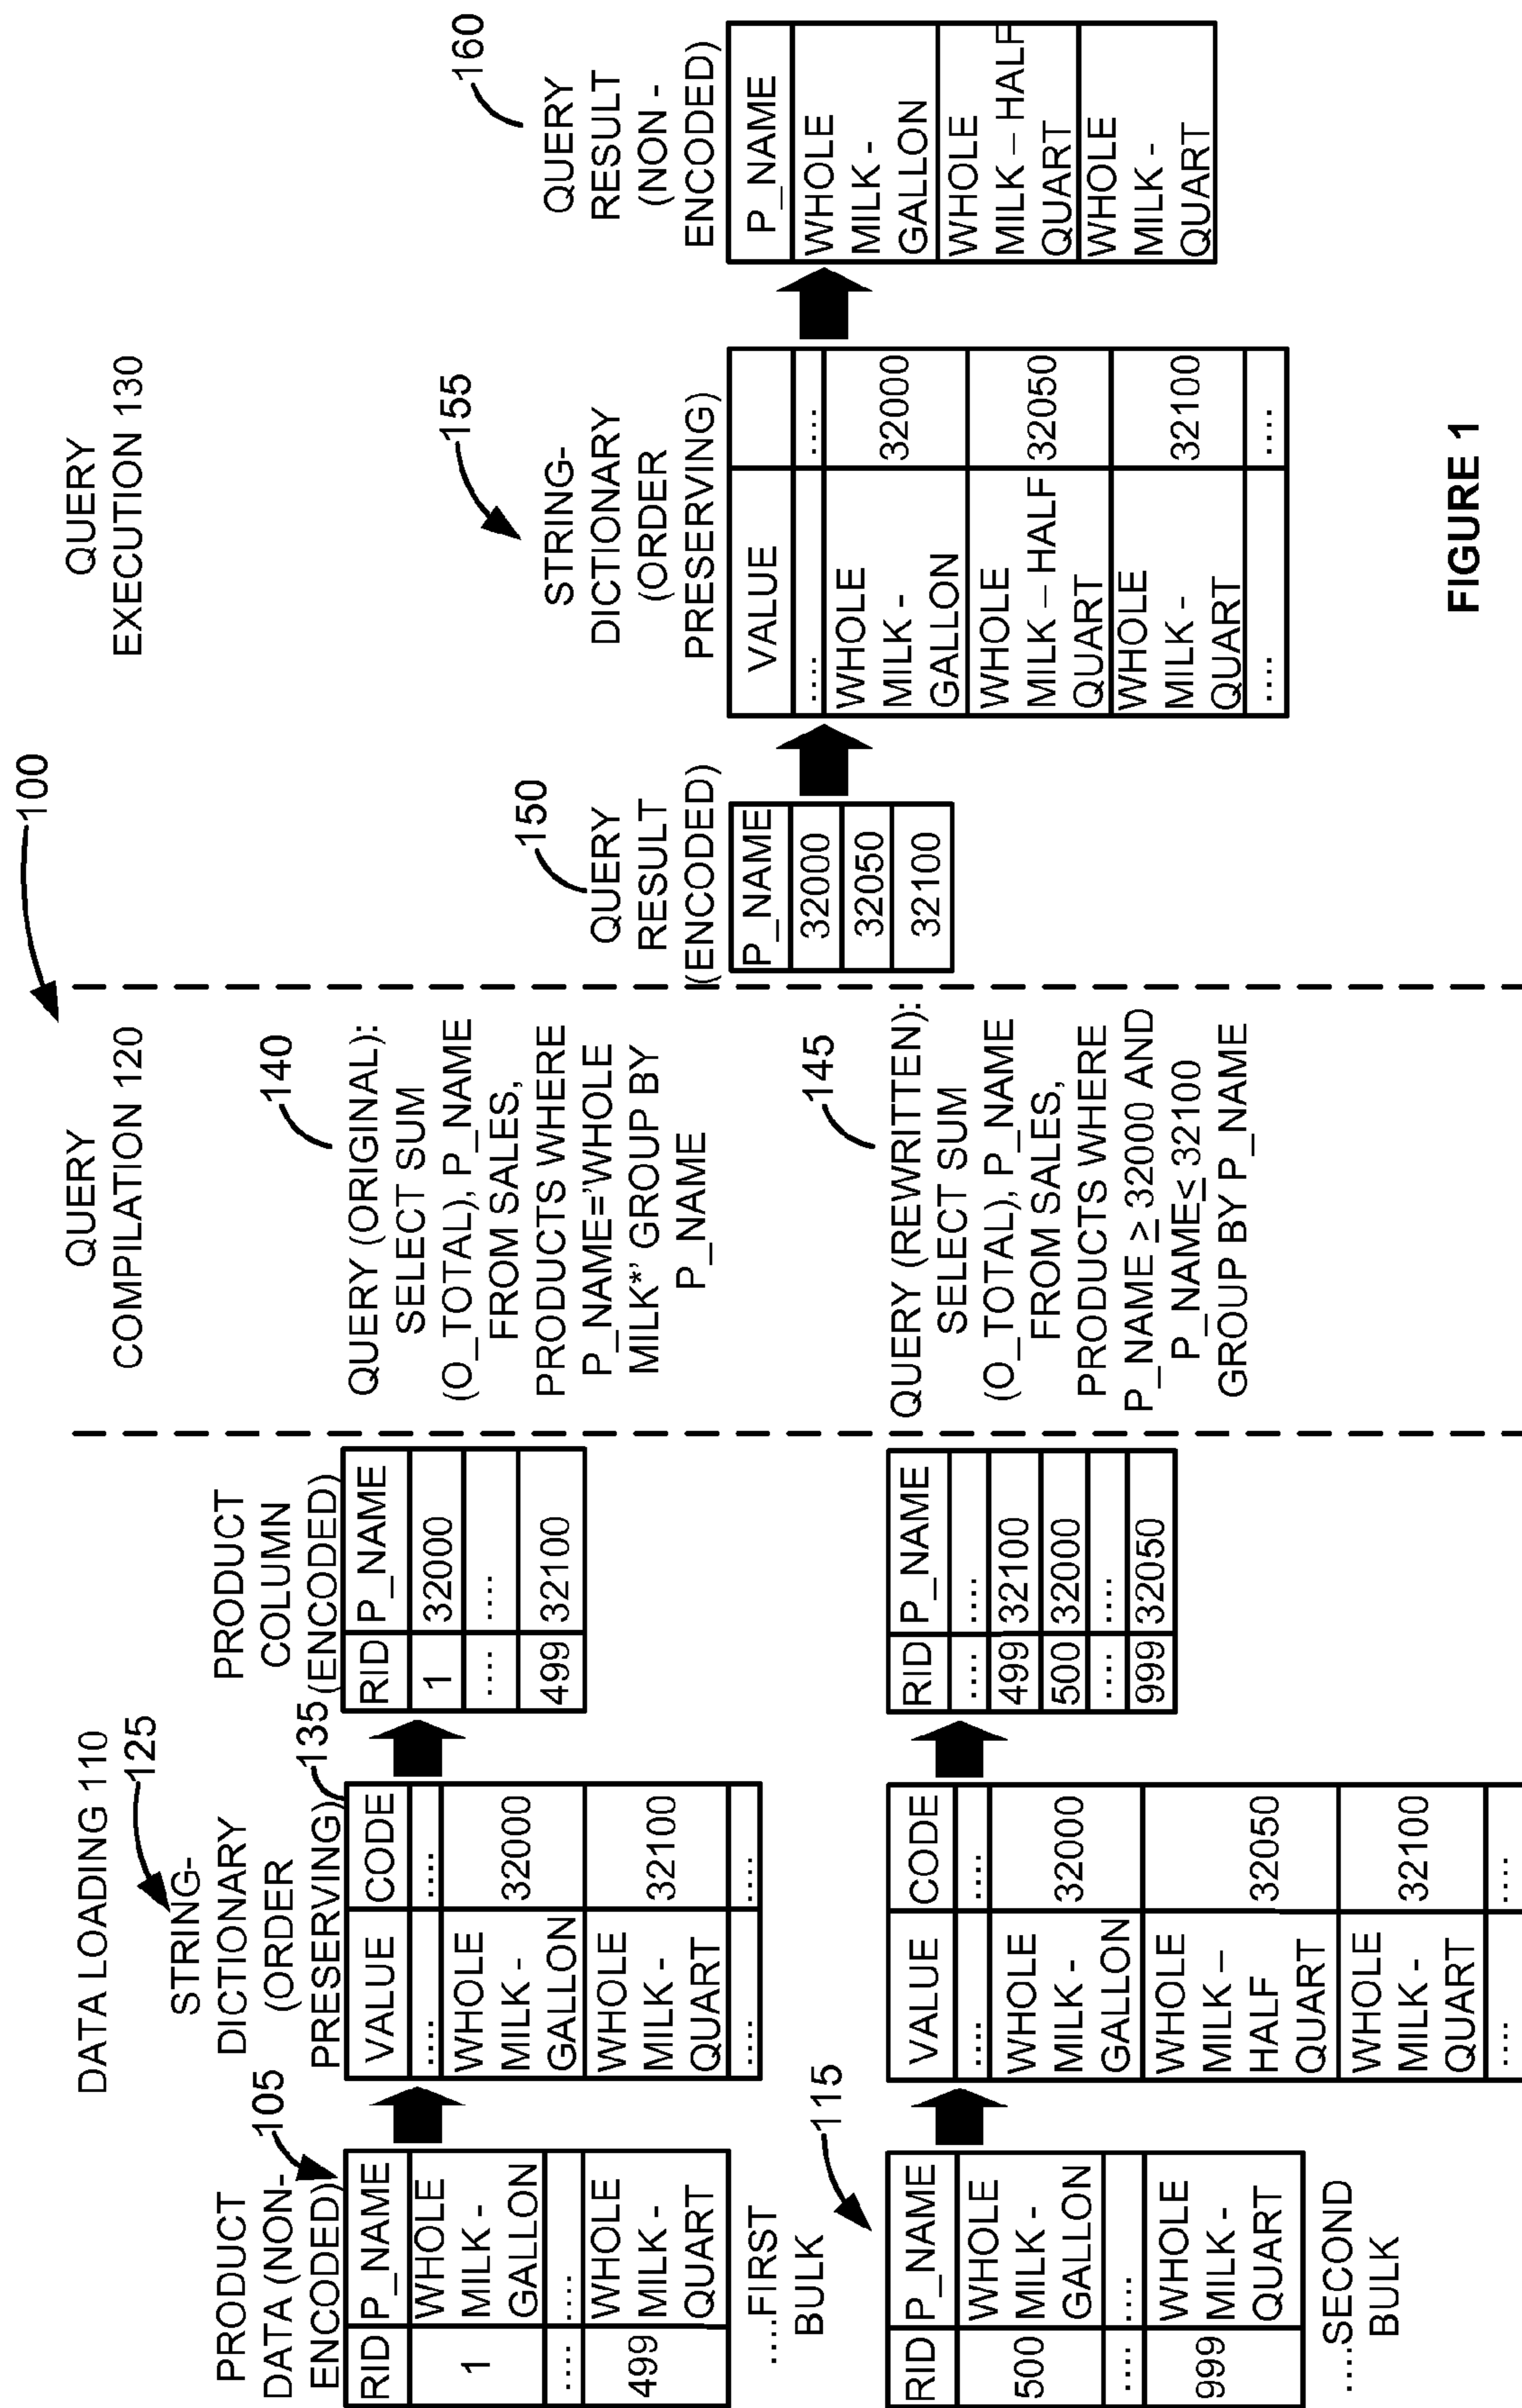 100
DATA LOADING 110
QUERY
COMPILATION 120
QUERY
EXECUTION 130
125
PRODUCT
DATA (NON-
ENCODED)
105
RID P_NAME
1 WHOLE
MILK -
GALLON
.... ....
499 WHOLE
MILK -
QUART
....FIRST
BULK
STRING-
DICTIONARY
(ORDER
PRESERVING)
135
VALUE CODE
.... ....
WHOLE
MILK -
GALLON
32000
WHOLE
MILK -
QUART
32100
.... ....
PRODUCT
COLUMN
(ENCODED)
RID P_NAME
1 32000
.... ....
499 32100
115
RID P_NAME
500 WHOLE
MILK -
GALLON
.... ....
999 WHOLE
MILK -
QUART
....SECOND
BULK
VALUE CODE
.... ....
WHOLE
MILK -
GALLON
32000
WHOLE
MILK –
HALF
QUART
32050
WHOLE
MILK -
QUART
32100
.... ....
RID P_NAME
.... ....
499 32100
500 32000
.... ....
999 32050
140
QUERY (ORIGINAL):
SELECT SUM
(O_TOTAL), P_NAME
FROM SALES,
PRODUCTS WHERE
P_NAME='WHOLE
MILK*' GROUP BY
P_NAME
145
QUERY (REWRITTEN):
SELECT SUM
(O_TOTAL), P_NAME
FROM SALES,
PRODUCTS WHERE
P_NAME ≥ 32000 AND
P_NAME≤ 32100
GROUP BY P_NAME
150
QUERY
RESULT
(ENCODED)
P_NAME
32000
32050
32100
155
STRING-
DICTIONARY
(ORDER
PRESERVING)
VALUE
.... ....
WHOLE
MILK -
GALLON
32000
WHOLE
MILK – HALF
QUART
32050
WHOLE
MILK -
QUART
32100
.... ....
160
QUERY
RESULT
(NON -
ENCODED)
P_NAME
WHOLE
MILK -
GALLON
WHOLE
MILK – HALF
QUART
WHOLE
MILK -
QUART
FIGURE 1